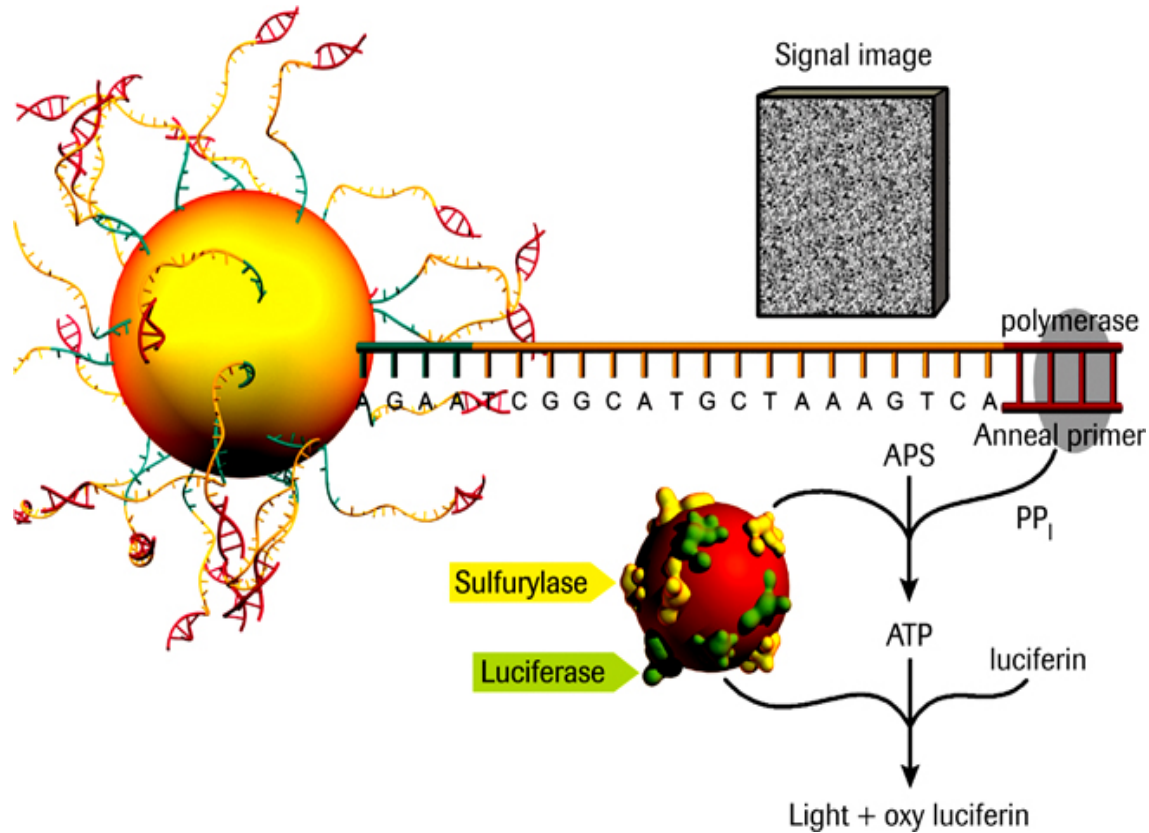 Signal image
polymerase
A G A A T C G G C A T G C T A A A G T C A
Anneal primer
APS
PPI
Sulfurylase
ATP
luciferin
Luciferase
Light + oxy luciferin